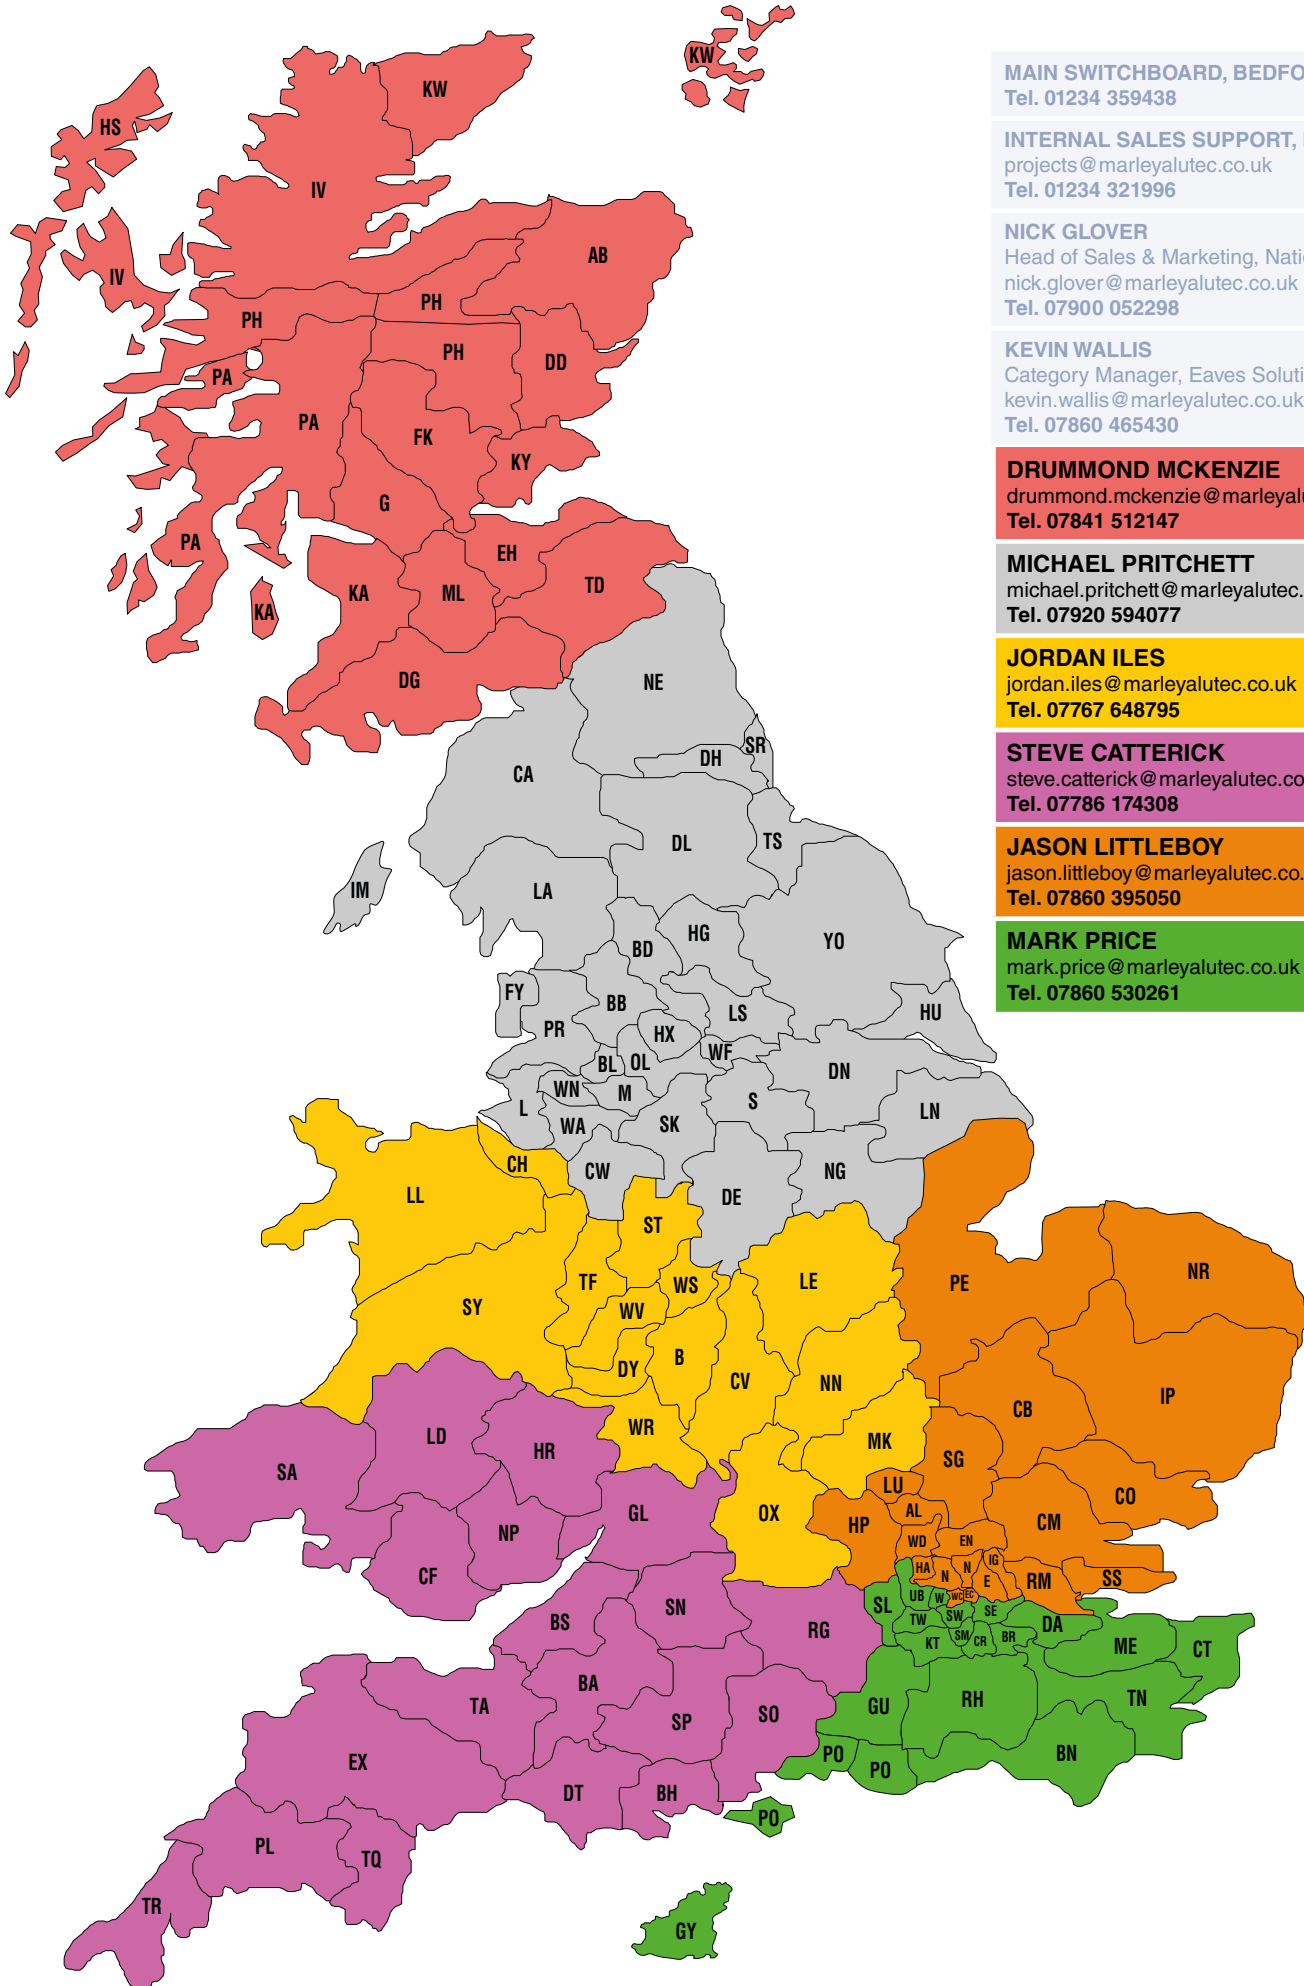 MAIN SWITCHBOARD, BEDFO
Tel. 01234 359438
INTERNAL SALES SUPPORT,
projects@marleyalutec.co.uk
Tel. 01234 321996
NICK GLOVER
Head of Sales & Marketing, Nati
nick.glover@marleyalutec.co.uk
Tel. 07900 052298
KEVIN WALLIS
Category Manager, Eaves Soluti
kevin.wallis@marleyalutec.co.uk
Tel. 07860 465430
DRUMMOND MCKENZIE
drummond.mckenzie@marleyal
Tel. 07841 512147
MICHAEL PRITCHETT
michael.pritchett@marleyalutec.
Tel. 07920 594077
JORDAN ILES
jordan.iles@marleyalutec.co.uk
Tel. 07767 648795
STEVE CATTERICK
steve.catterick@marleyalutec.co
Tel. 07786 174308
JASON LITTLEBOY
jason.littleboy@marleyalutec.co.
Tel. 07860 395050
MARK PRICE
mark.price@marleyalutec.co.uk
Tel. 07860 530261
KW
KW
HS
IV
AB
IV
PH
PH
PH
DD
PA
PA
FK
KY
G
PA
EH
TD
KA
ML
KA
DG
NE
SR
DH
CA
DL
TS
IM
LA
HG
YO
BD
FY
BB
LS
HU
PR
HX
WF
BL
OL
DN
WN
M
S
L
LN
WA
SK
CH
CW
NG
LL
DE
ST
TF
WS
LE
PE
NR
SY
WV
B
DY
CV
NN
IP
CB
WR
LD
HR
MK
SG
SA
LU
CO
GL
OX
HP
AL
CM
NP
WD
EN
CF
HA
N
N
IG
E
RM
SS
UB
W
WC
EC
SL
SN
BS
TW
SW
SE
DA
RG
KT
SM
CR
BR
ME
CT
BA
TA
SP
SO
GU
RH
TN
EX
PO
PO
BN
DT
BH
PO
PL
TQ
TR
GY